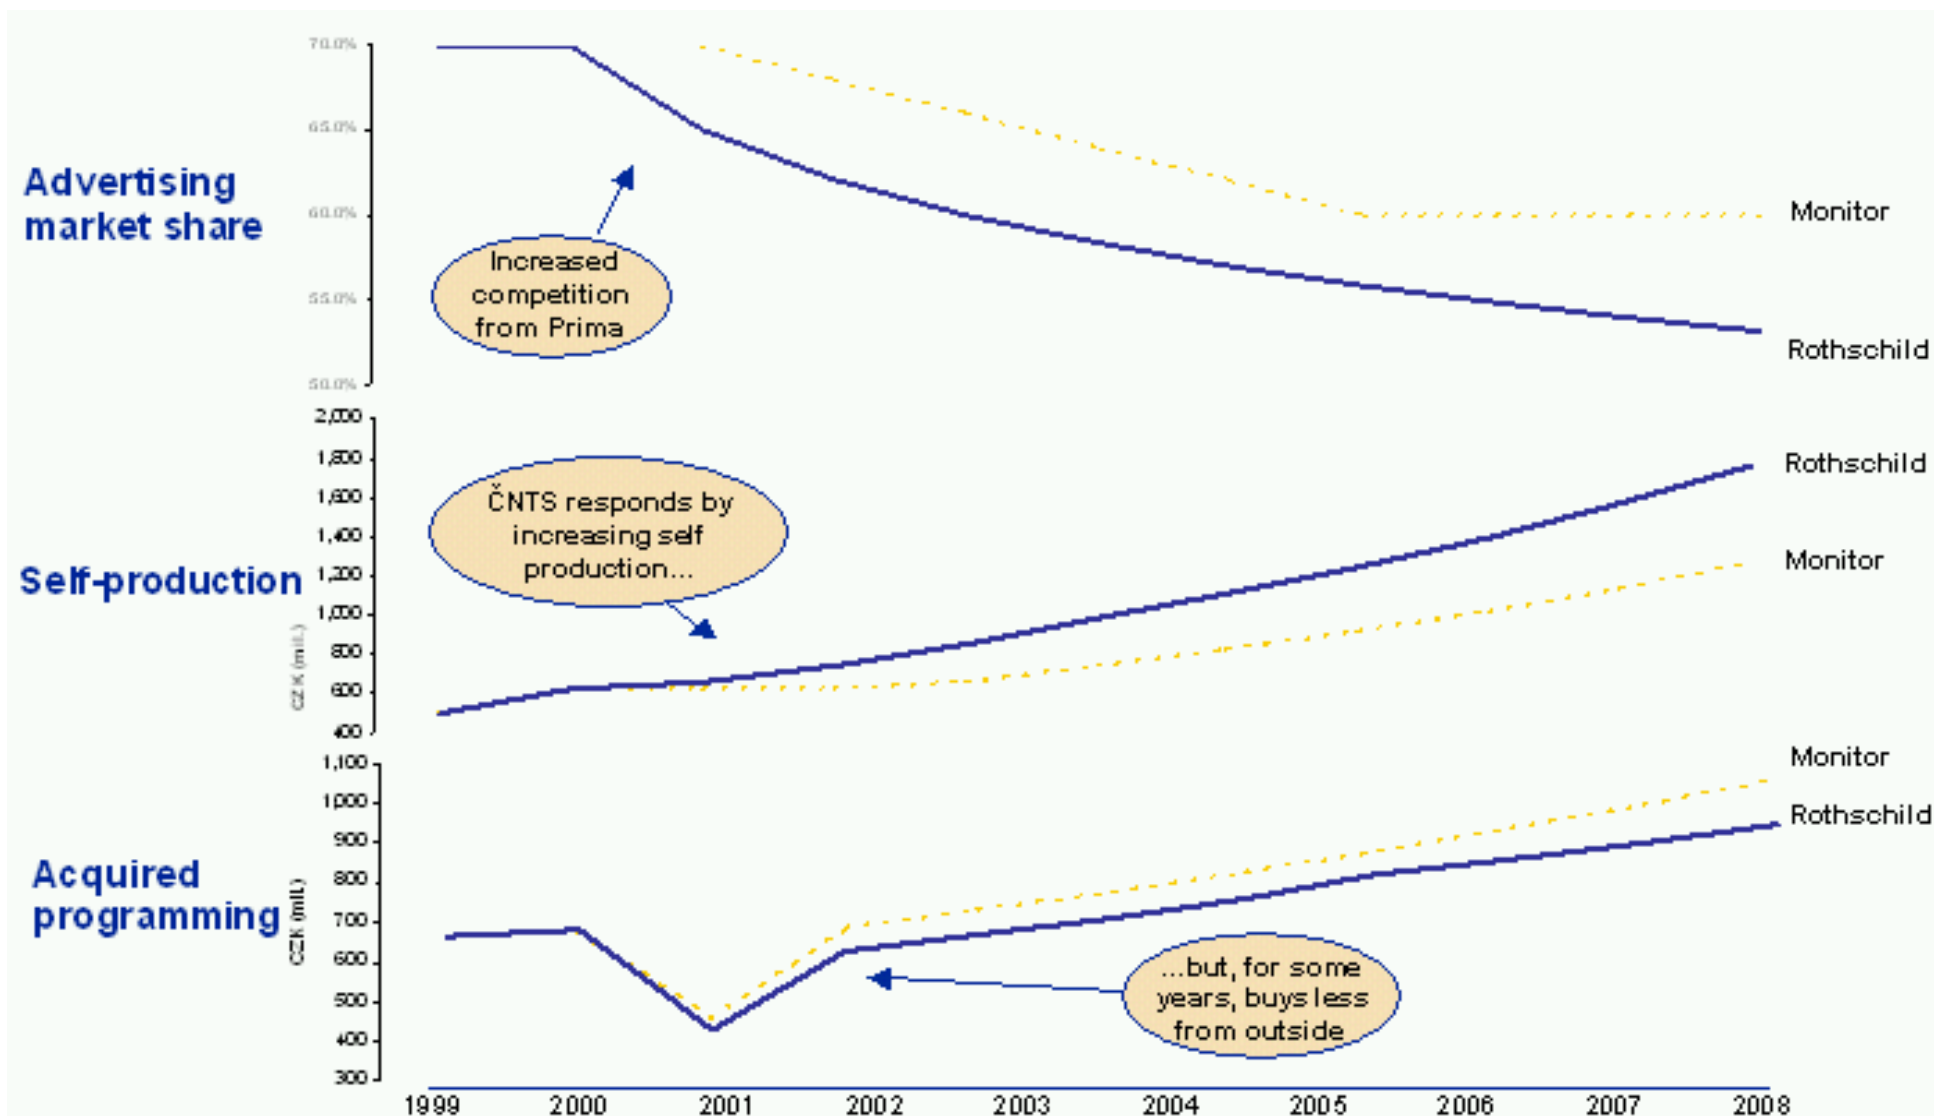 70.0%
65.0%
Advertising
market share
60.0%
Monitor
Increased
competition
from Prima
55.0%
Rothschild
50.0%
2,000
1,800
Rothschild
1,600
ČNTS responds by
increasing self
production...
1,400
Self-production
1,200
Monitor
1,000
800
600
400
CZK (mil.)
1,100
Monitor
1,000
Rothschild
900
Acquired
programming
800
700
600
500
400
300
CZK (mil.)
...but, for some
years, buys less
from outside
1999 2000 2001 2002 2003 2004 2005 2006 2007 2008